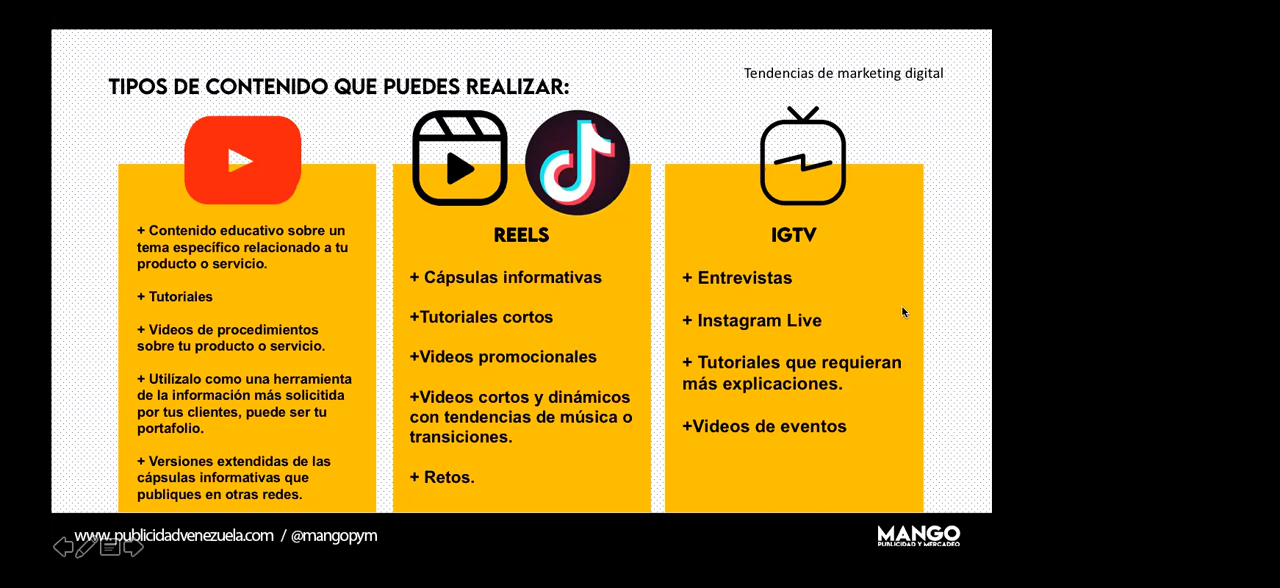 Tendencias de marketing digital
TIPOS DE CONTENIDO QUE PUEDES REALIZAR:
+ Contenido educativo sobre un
tema específico relacionado a tu
producto o servicio.
+ Tutoriales
+ Videos de procedimientos
sobre tu producto o servicio.
+ Utilízalo como una herramienta
de la información más solicitida
por tus clientes, puede ser tu
portafolio.
+ Versiones extendidas de las
cápsulas informativas que
publiques en otras redes.
REELS
+ Cápsulas informativas
+Tutoriales cortos
+Videos promocionales
+Videos cortos y dinámicos
con tendencias de música o
transiciones.
+ Retos.
IGTV
+ Entrevistas
+ Instagram Live
+ Tutoriales que requieran
más explicaciones.
+Videos de eventos
www.publicidadvenezuela.com / @mangopym
MANGO
PUBLICIDAD Y MERCADEO